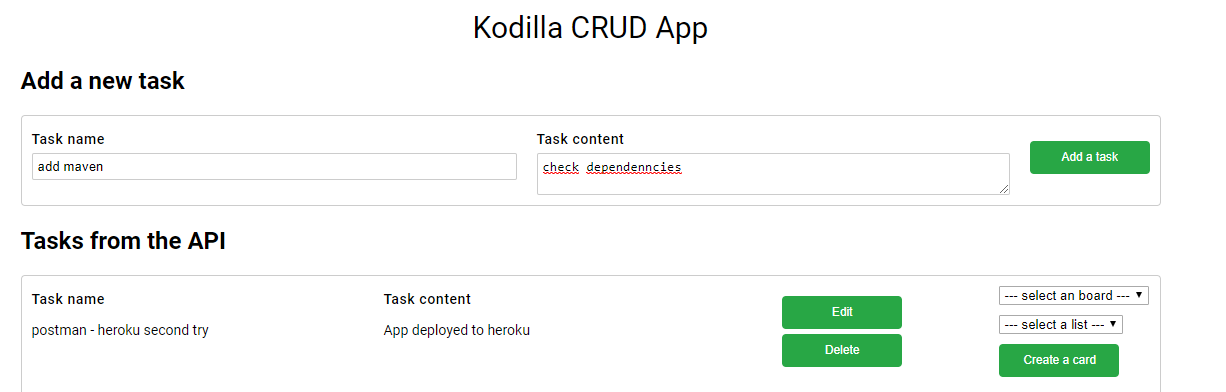 Kodilla CRUD App
Add a new task
Task name
Task content
add maven
check dependenncies
Add a task
Tasks from the API
Task name
Task content
postman - heroku second try
App deployed to heroku
Edit
Delete
--- select an board ---
--- select a list ---
Create a card